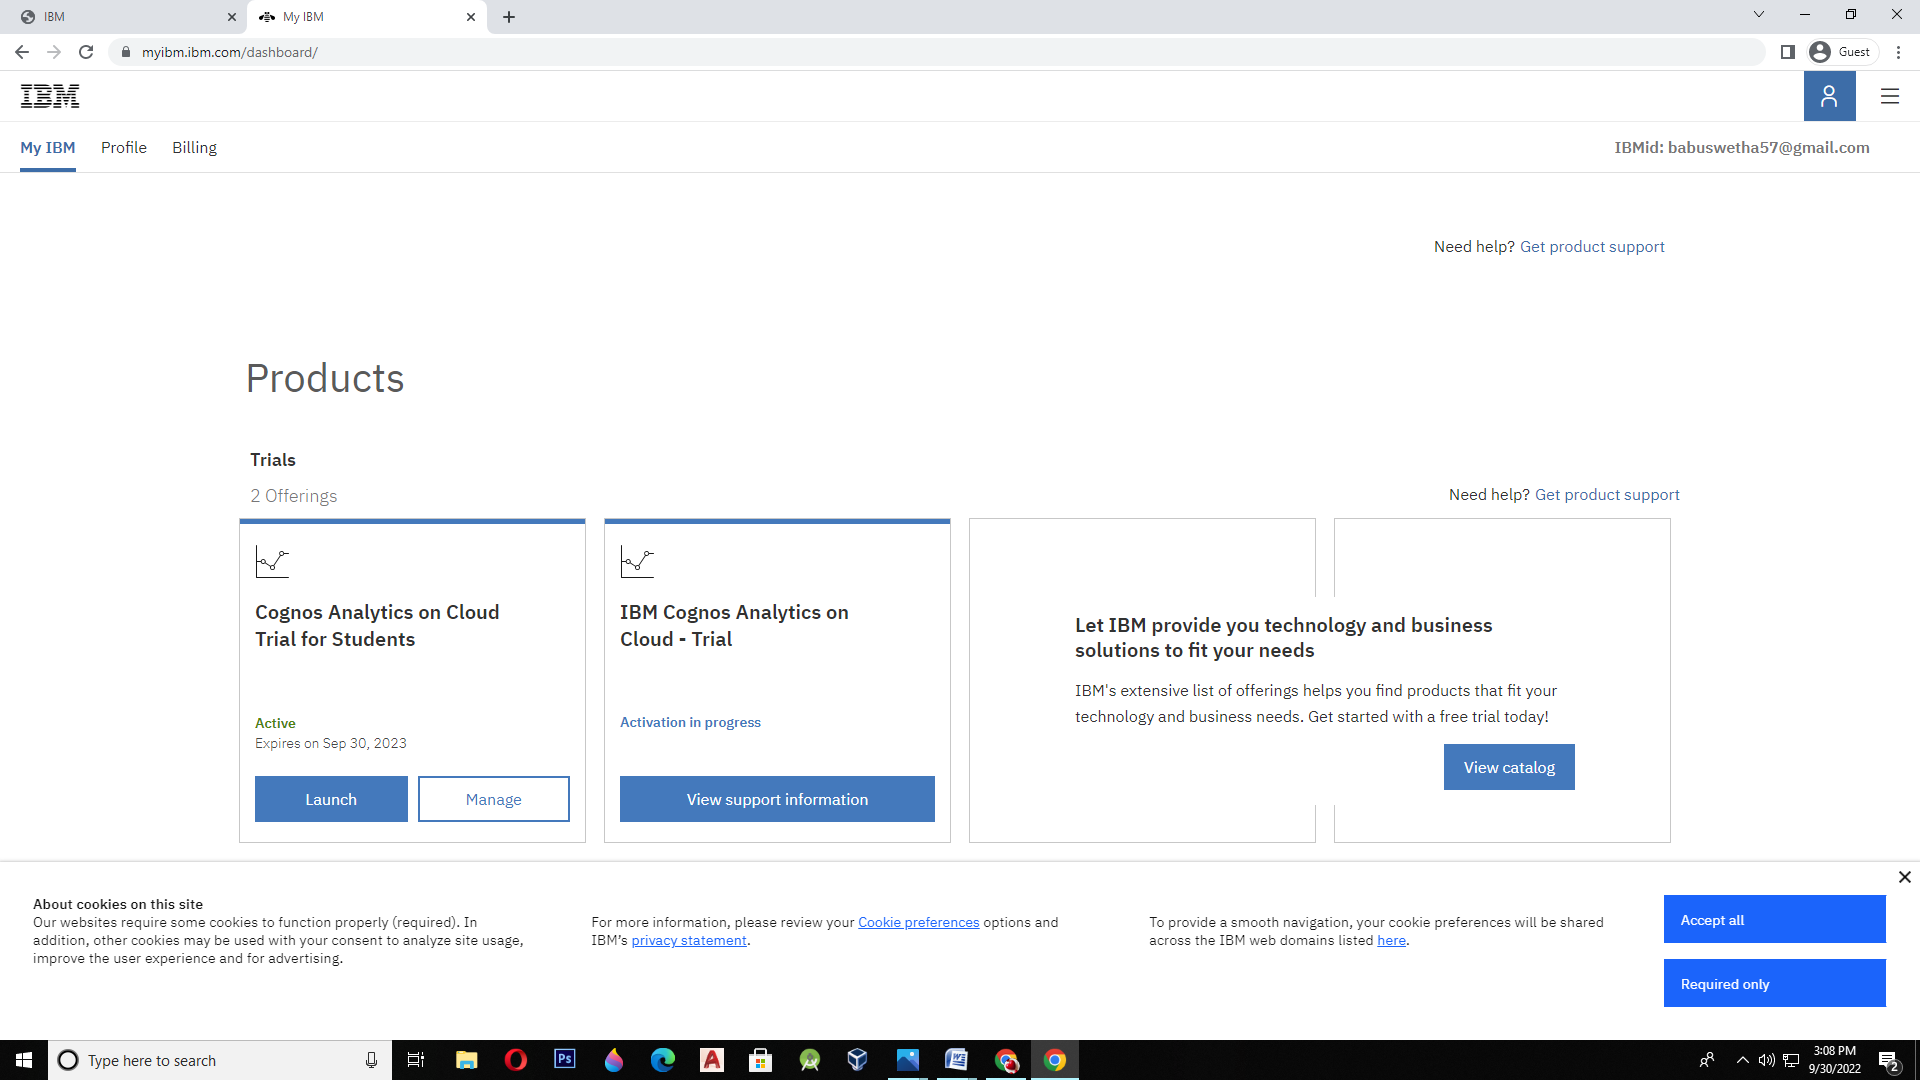 IBM
My IBM
myibm.ibm.com/dashboard/
Guest
IBM
My IBM
Profile
Billing
IBMid: babuswetha57@gmail.com
Need help? Get product support
Products
Trials
2 Offerings
Need help? Get product support
Cognos Analytics on Cloud
Trial for Students
Active
Expires on Sep 30, 2023
Launch
Manage
IBM Cognos Analytics on
Cloud - Trial
Activation in progress
View support information
Let IBM provide you technology and business
solutions to fit your needs
IBM's extensive list of offerings helps you find products that fit your
technology and business needs. Get started with a free trial today!
View catalog
About cookies on this site
Our websites require some cookies to function properly (required). In
addition, other cookies may be used with your consent to analyze site usage,
improve the user experience and for advertising.
For more information, please review your Cookie preferences options and
IBM’s privacy statement.
To provide a smooth navigation, your cookie preferences will be shared
across the IBM web domains listed here.
Accept all
Required only
Type here to search
Ps
3:08 PM
9/30/2022
2